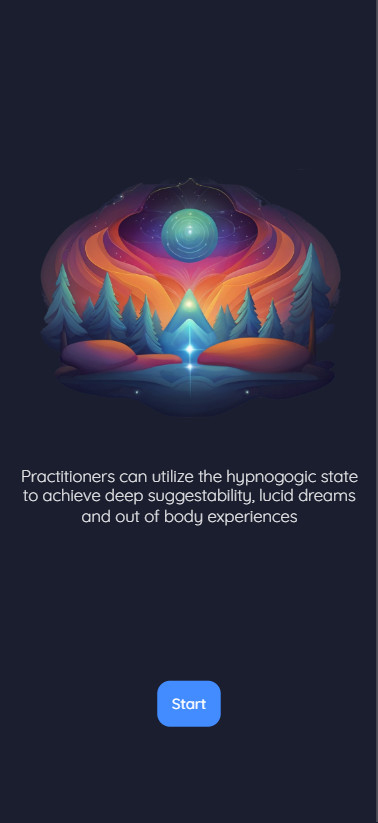 Practitioners can utilize the hypnogogic state
to achieve deep suggestability, lucid dreams
and out of body experiences
Start